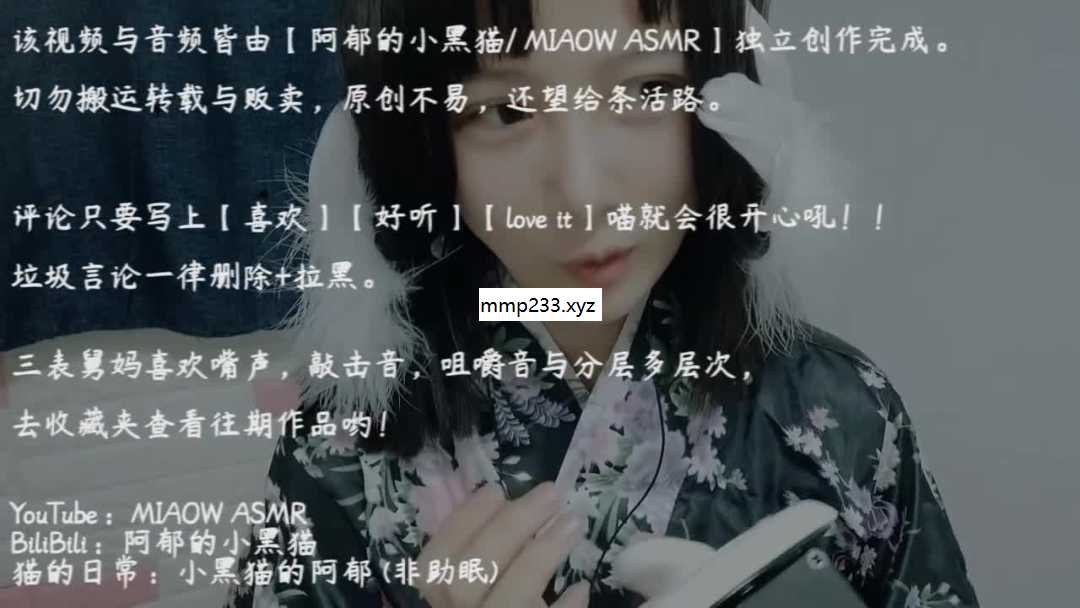 该视频与音频皆由【阿郁的小黑猫/ MIAOW ASMR】独立创作完成。
切勿搬运转载与贩卖，原创不易，还望给条活路。
评论只要写上【喜欢】【好听】【love it】喵就会很开心吼！！
垃圾言论一律删除+拉黑。
mmp233.xyz
三表舅妈喜欢嘴声，敲击音，咀嚼音与分层多层次，
去收藏夹查看往期作品哟！
YouTube：MIAOW ASMR
BiliBili：阿郁的小黑猫
猫的日常：小黑猫的阿郁(非助眠)